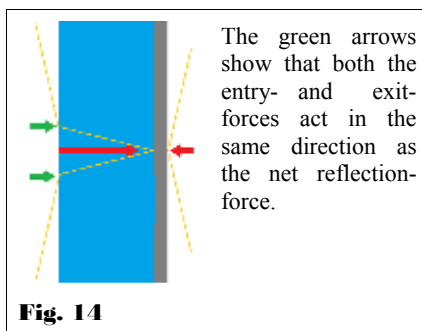 The green arrows
show that both the
entry- and exit-
forces act in the
same direction as
the net reflection-
force.
Fig. 14